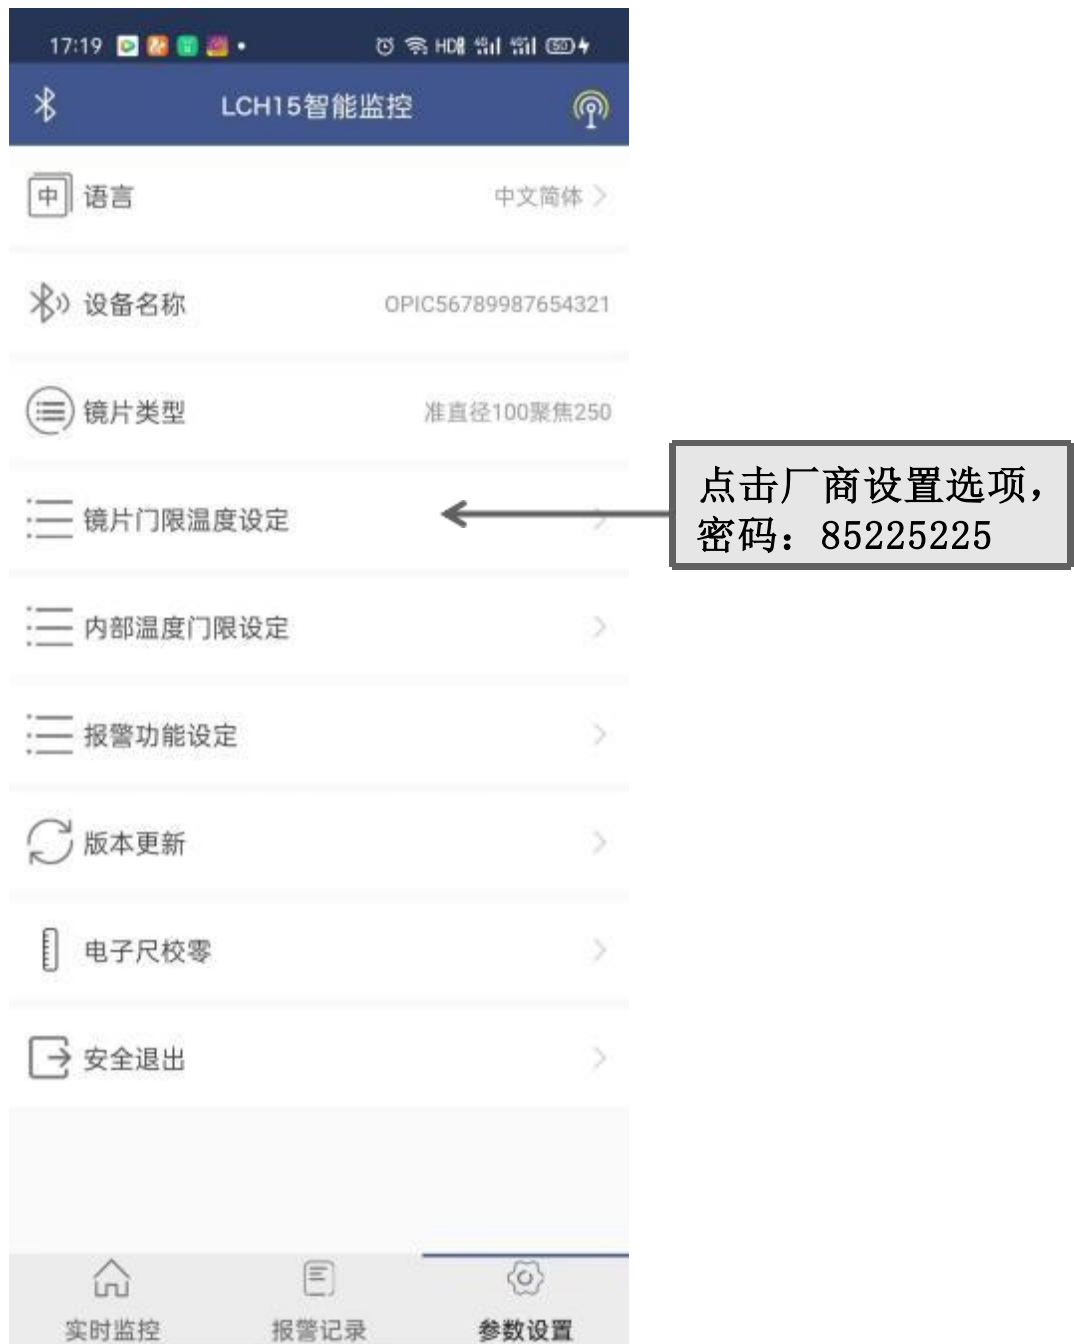 17:19
LCH15智能监控
中 语言 中文简体
设备名称 OPIC56789987654321
镜片类型 准直径100聚焦250
镜片门限温度设定
点击厂商设置选项，
密码：85225225
内部温度门限设定
报警功能设定
版本更新
电子尺校零
安全退出
实时监控 报警记录 参数设置